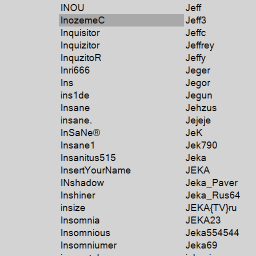 INOU Jeff
InozemeC Jeff3
Inquisitor Jeffc
Inquizitor Jeffrey
InquzitoR Jeffy
Inri666 Jeger
Ins Jegor
ins1de Jegun
Insane Jehzus
insane. Jejeje
InSaNe® JeK
Insane1 Jek790
Insanitus515 Jeka
InsertYourName JEKA
INshadow Jeka_Paver
Inshiner Jeka_Rus64
insize JEKA{TV}ru
Insomnia JEKA23
Insomnious Jeka554544
Insomniumer Jeka69